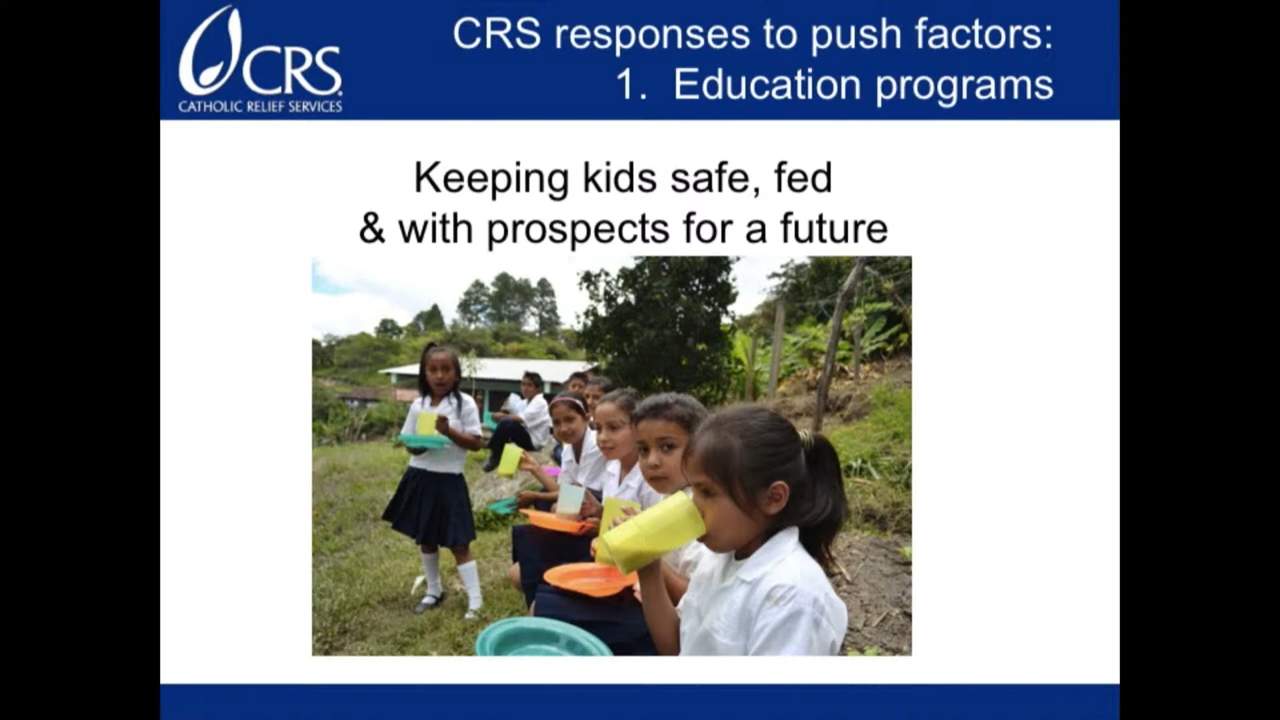 CRS
CATHOLIC RELIEF SERVICES
CRS responses to push factors:
1. Education programs
Keeping kids safe, fed
& with prospects for a future